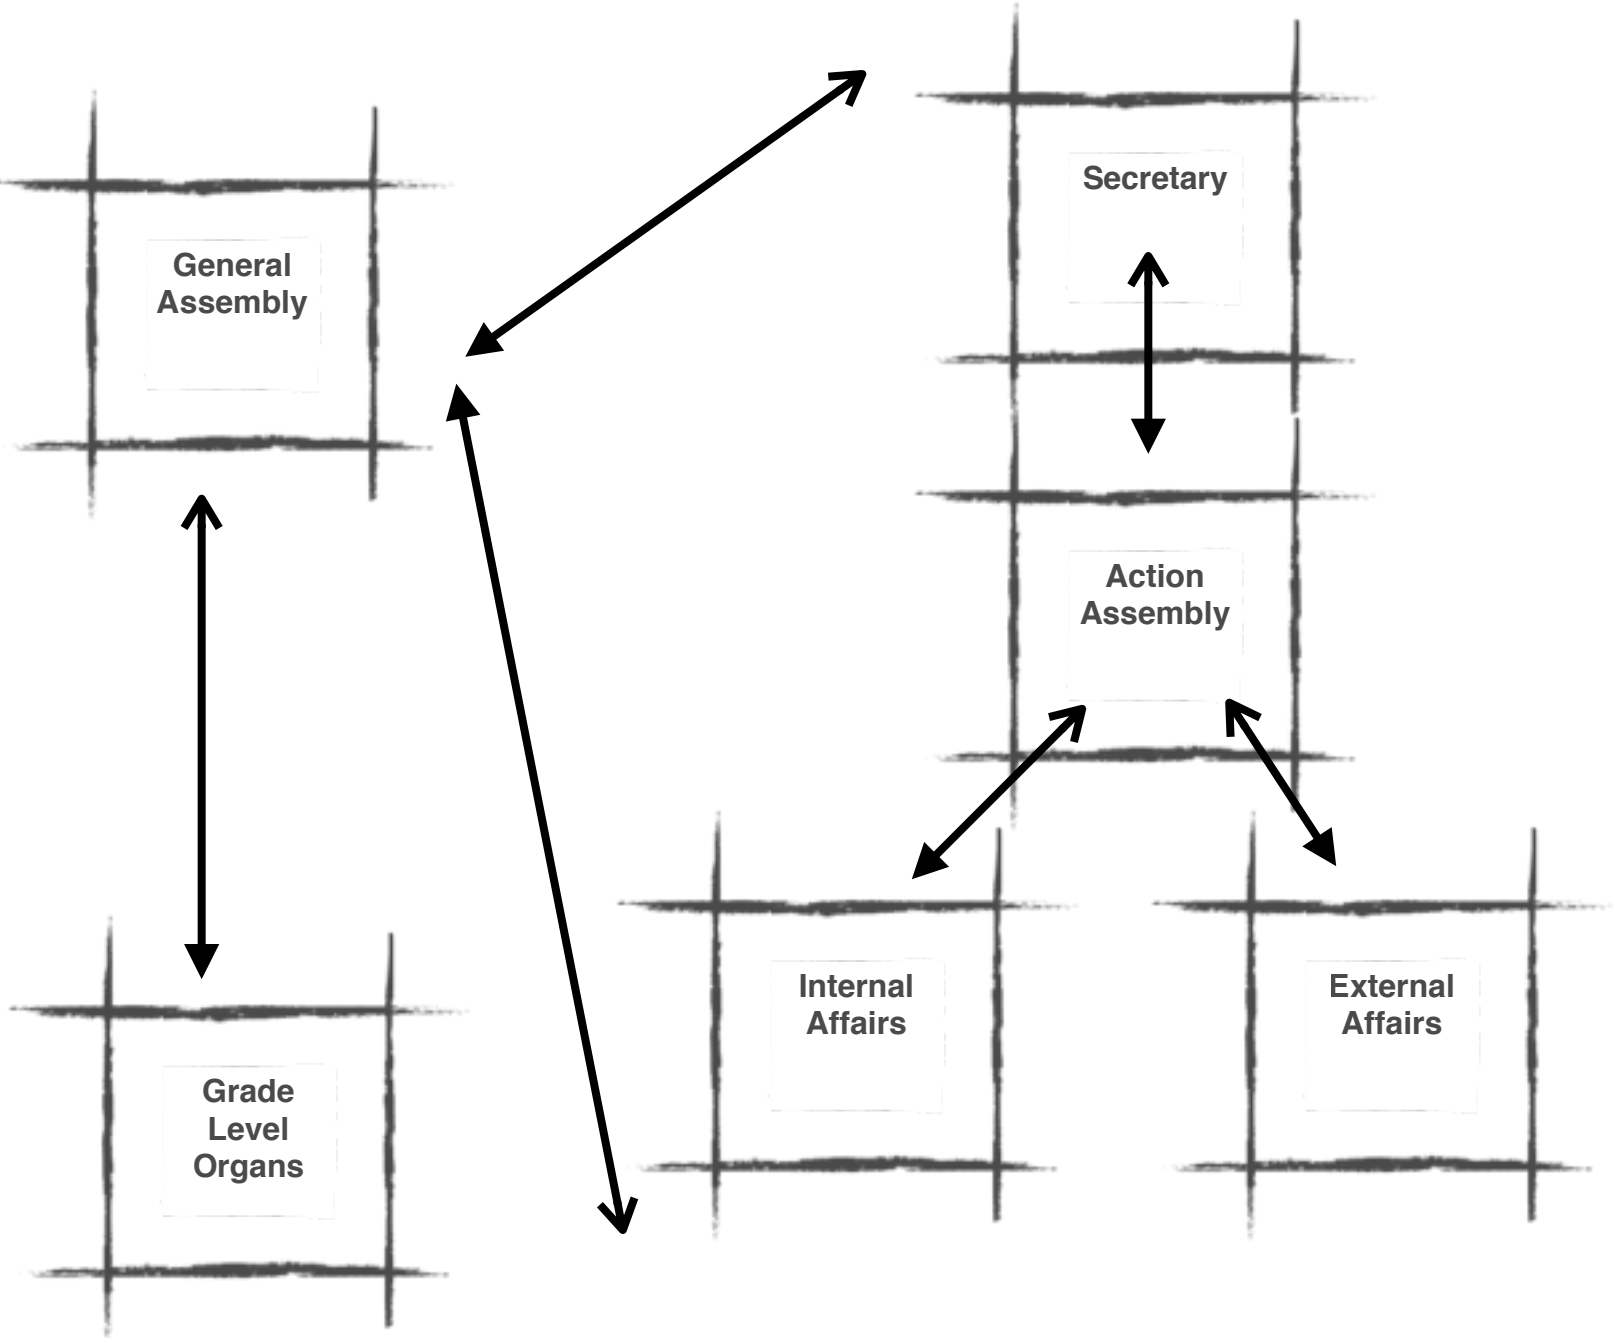 General
Assembly
Secretary
Action
Assembly
Grade
Level
Organs
Internal
Affairs
External
Affairs